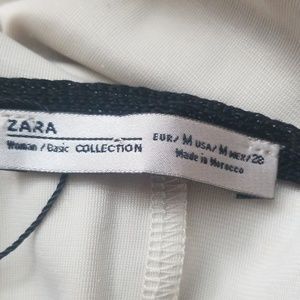 ZARA
Woman / Basic COLLECTION
EUR/ M USA/ M MEX/ 28
Made in Morocco